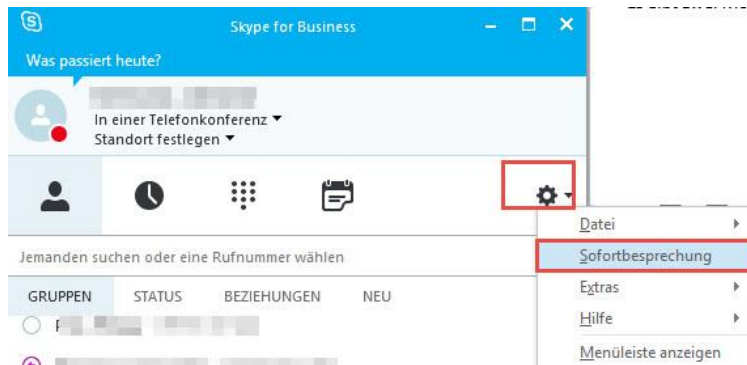 Skype for Business
Was passiert heute?
In einer Telefonkonferenz
Standort festlegen
Datei
Sofortbesprechung
Jemanden suchen oder eine Rufnummer wählen
Extras
GRUPPEN STATUS BEZIEHUNGEN NEU
Hilfe
Menüleiste anzeigen